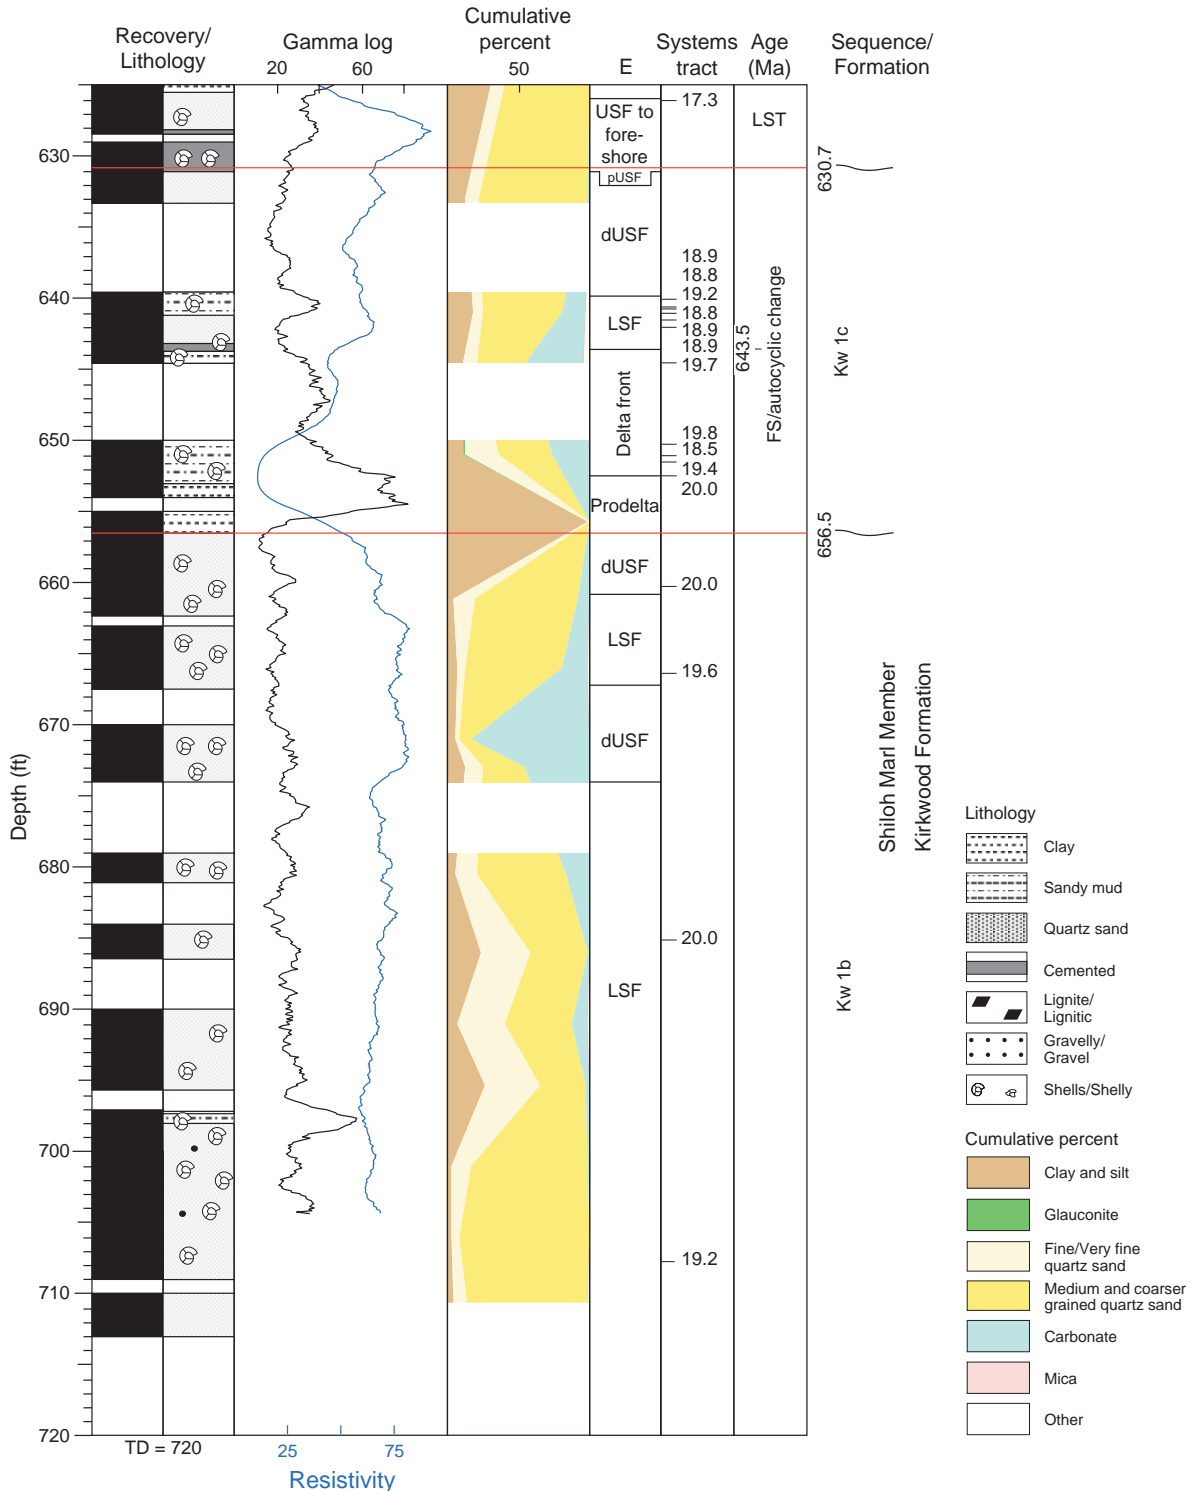 Recovery/
Lithology
Gamma log
20
60
Cumulative
percent
50
E
Systems
tract
Age
(Ma)
Sequence/
Formation
Depth (ft)
630
640
650
660
670
680
690
700
710
720
TD = 720
25
75
Resistivity
USF to
fore-
shore
pUSF
dUSF
LSF
Delta front
Prodelta
dUSF
LSF
dUSF
LSF
17.3
18.9
18.8
19.2
18.8
18.9
18.9
19.7
19.8
18.5
19.4
20.0
20.0
19.6
20.0
19.2
LST
643.5
FS/autocyclic change
630.7
Kw 1c
656.5
Shiloh Marl Member
Kirkwood Formation
Kw 1b
Lithology
Clay
Sandy mud
Quartz sand
Cemented
Lignite/
Lignitic
Gravelly/
Gravel
Shells/Shelly
Cumulative percent
Clay and silt
Glauconite
Fine/Very fine
quartz sand
Medium and coarser
grained quartz sand
Carbonate
Mica
Other